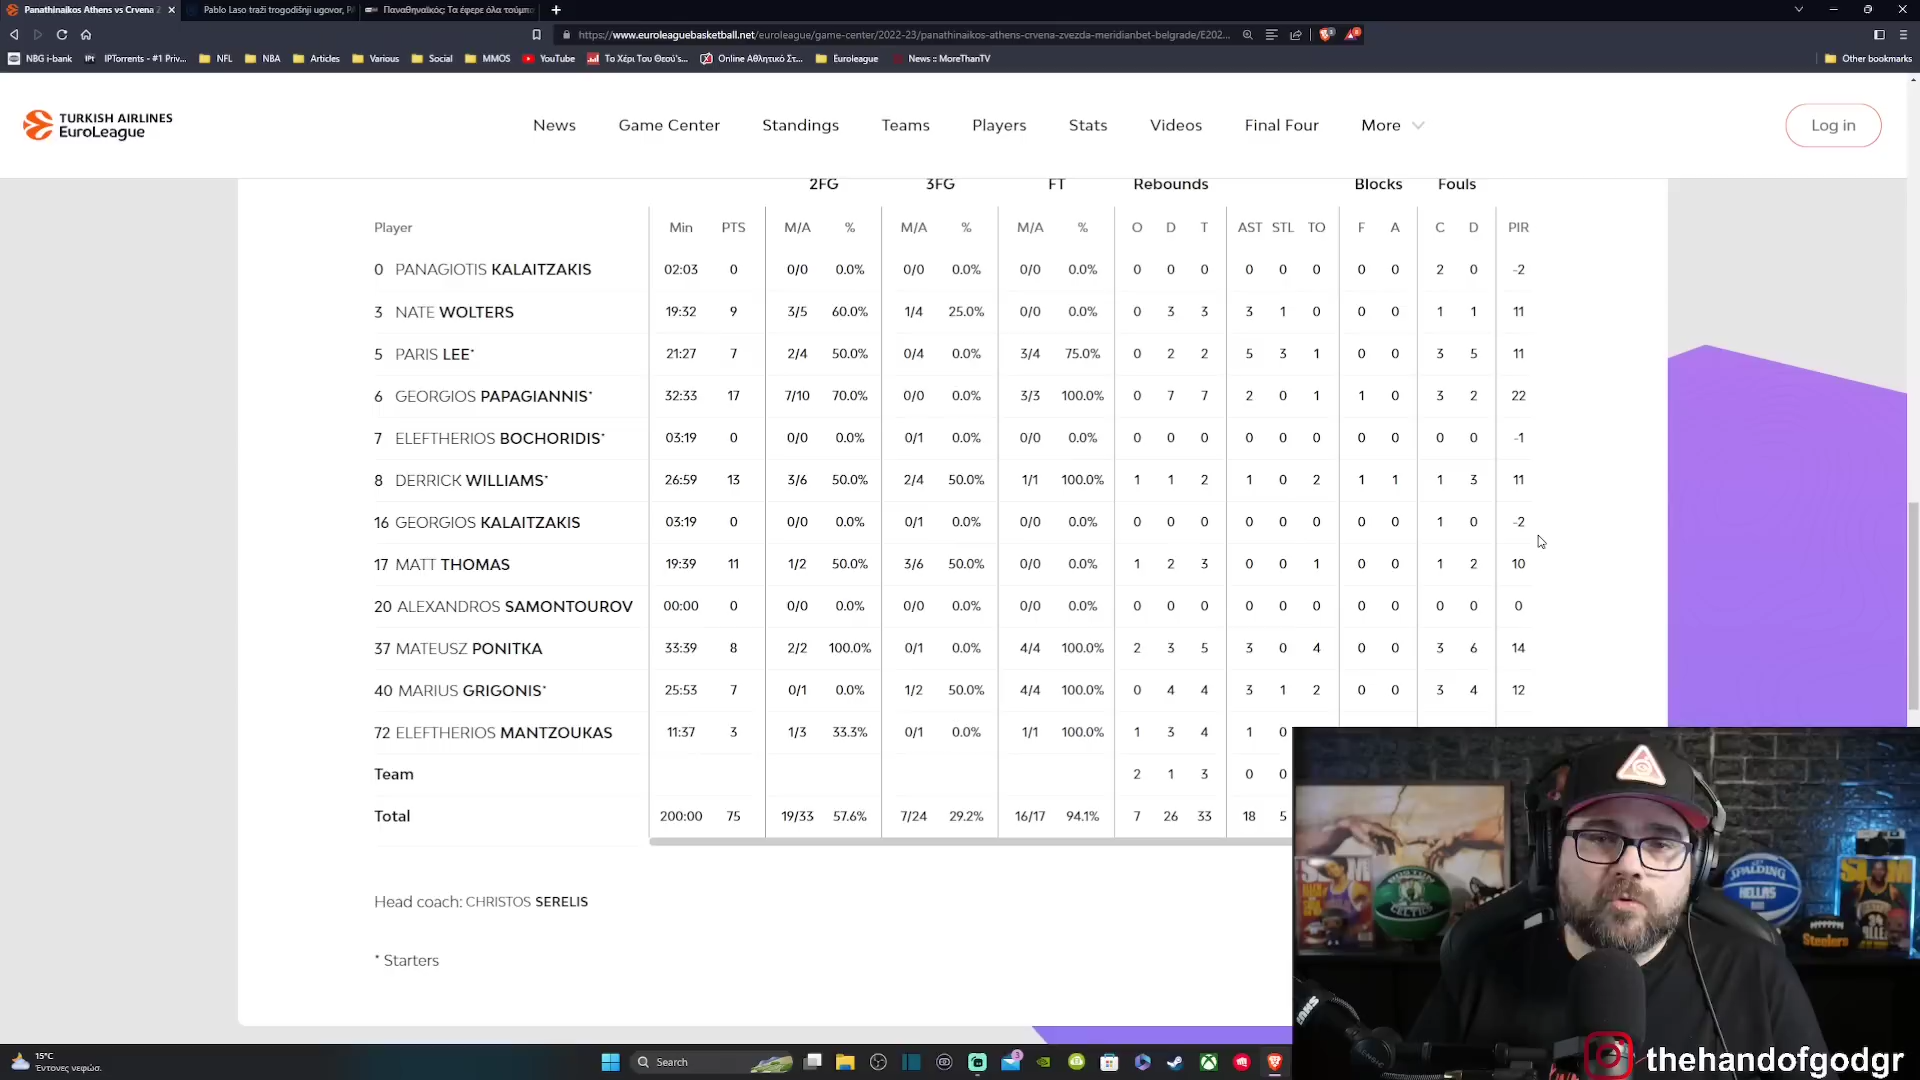 Panathinaikos Athens vs Crvena Z
Pablo Laso traži trogodišnji ugovor, P
Παναθηναϊκός: Τα έφερε όλα τούμπα
https://www.euroleaguebasketball.net/euroleague/game-center/2022-23/panathinaikos-athens-crvena-zvezda-meridianbet-belgrade/E202...
NBG i-bank IPTorrents - #1 Priv... NFL NBA Articles Various Social MMOS YouTube Το Χέρι Του Θεού's... Online Αθλητικό Στ... Euroleague News :: MoreThanTV Other bookmarks
TURKISH AIRLINES
EuroLeague
News Game Center Standings Teams Players Stats Videos Final Four More Log in
2FG 3FG FT Rebounds Blocks Fouls
Player Min PTS M/A % M/A % M/A % O D T AST STL TO F A C D PIR
0 PANAGIOTIS KALAITZAKIS 02:03 0 0/0 0.0% 0/0 0.0% 0/0 0.0% 0 0 0 0 0 0 0 0 2 0 -2
3 NATE WOLTERS 19:32 9 3/5 60.0% 1/4 25.0% 0/0 0.0% 0 3 3 3 1 0 0 0 1 1 11
5 PARIS LEE* 21:27 7 2/4 50.0% 0/4 0.0% 3/4 75.0% 0 2 2 5 3 1 0 0 3 5 11
6 GEORGIOS PAPAGIANNIS* 32:33 17 7/10 70.0% 0/0 0.0% 3/3 100.0% 0 7 7 2 0 1 1 0 3 2 22
7 ELEFTHERIOS BOCHORIDIS* 03:19 0 0/0 0.0% 0/1 0.0% 0/0 0.0% 0 0 0 0 0 0 0 0 0 0 -1
8 DERRICK WILLIAMS* 26:59 13 3/6 50.0% 2/4 50.0% 1/1 100.0% 1 1 2 1 0 2 1 1 1 3 11
16 GEORGIOS KALAITZAKIS 03:19 0 0/0 0.0% 0/1 0.0% 0/0 0.0% 0 0 0 0 0 0 0 0 1 0 -2
17 MATT THOMAS 19:39 11 1/2 50.0% 3/6 50.0% 0/0 0.0% 1 2 3 0 0 1 0 0 1 2 10
20 ALEXANDROS SAMONTOUROV 00:00 0 0/0 0.0% 0/0 0.0% 0/0 0.0% 0 0 0 0 0 0 0 0 0 0 0
37 MATEUSZ PONITKA 33:39 8 2/2 100.0% 0/1 0.0% 4/4 100.0% 2 3 5 3 0 4 0 0 3 6 14
40 MARIUS GRIGONIS* 25:53 7 0/1 0.0% 1/2 50.0% 4/4 100.0% 0 4 4 3 1 2 0 0 3 4 12
72 ELEFTHERIOS MANTZOUKAS 11:37 3 1/3 33.3% 0/1 0.0% 1/1 100.0% 1 3 4 1 0
Team 2 1 3 0 0
Total 200:00 75 19/33 57.6% 7/24 29.2% 16/17 94.1% 7 26 33 18 5
Head coach: CHRISTOS SERELIS
* Starters
SPALDING
HELLAS
CELTICS
SLAM
Steelers
15°C
Έντονες νεφώσ.
Search
thehandofgodgr